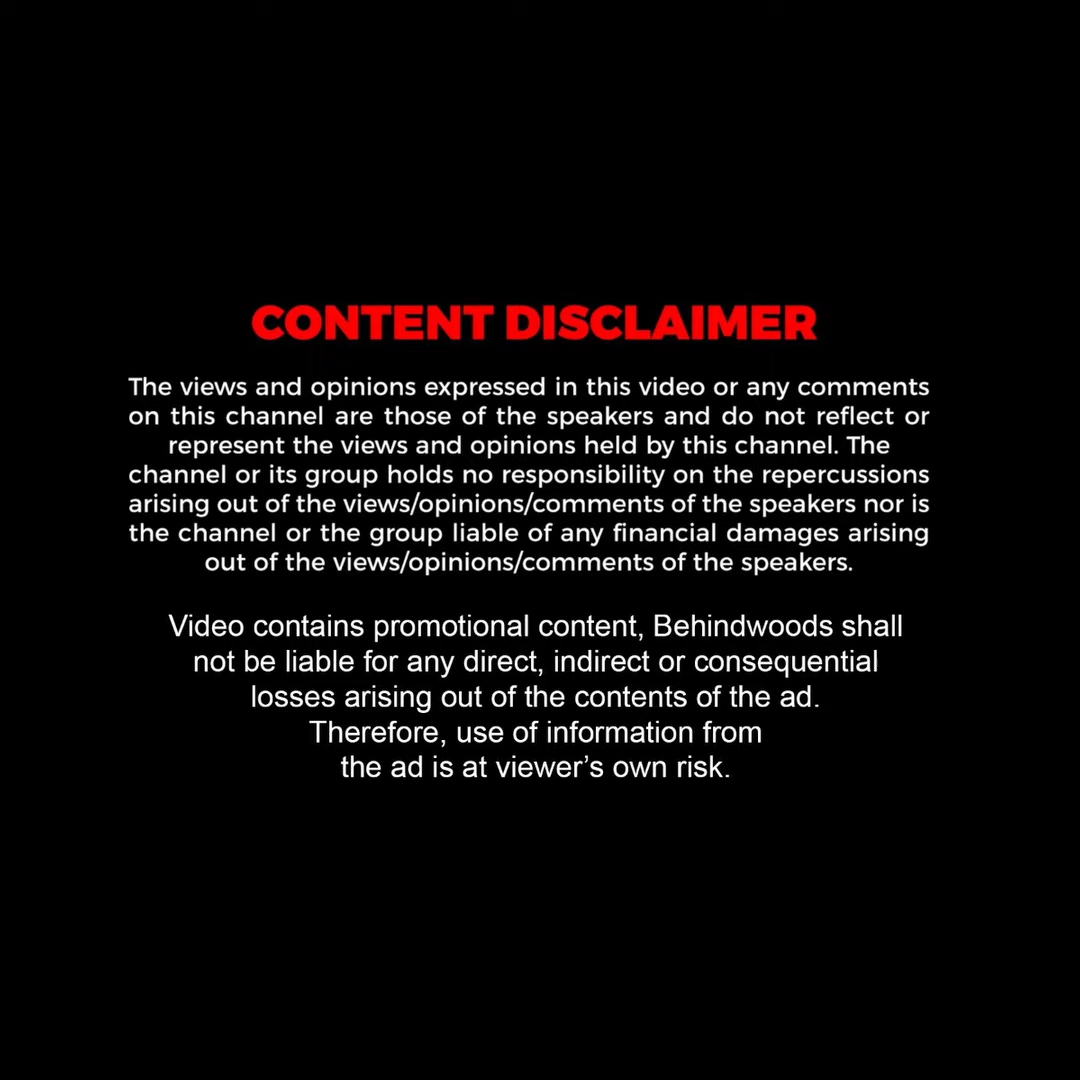 CONTENT DISCLAIMER
The views and opinions expressed in this video or any comments
on this channel are those of the speakers and do not reflect or
represent the views and opinions held by this channel. The
channel or its group holds no responsibility on the repercussions
arising out of the views/opinions/comments of the speakers nor is
the channel or the group liable of any financial damages arising
out of the views/opinions/comments of the speakers.
Video contains promotional content, Behindwoods shall
not be liable for any direct, indirect or consequential
losses arising out of the contents of the ad.
Therefore, use of information from
the ad is at viewer’s own risk.